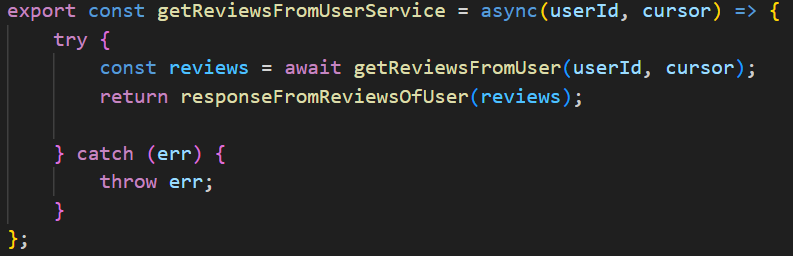 export const getReviewsFromUserService = async(userId, cursor) => {
    try {
        const reviews = await getReviewsFromUser(userId, cursor);
        return responseFromReviewsOfUser(reviews);

    } catch (err) {
        throw err;
    }
};